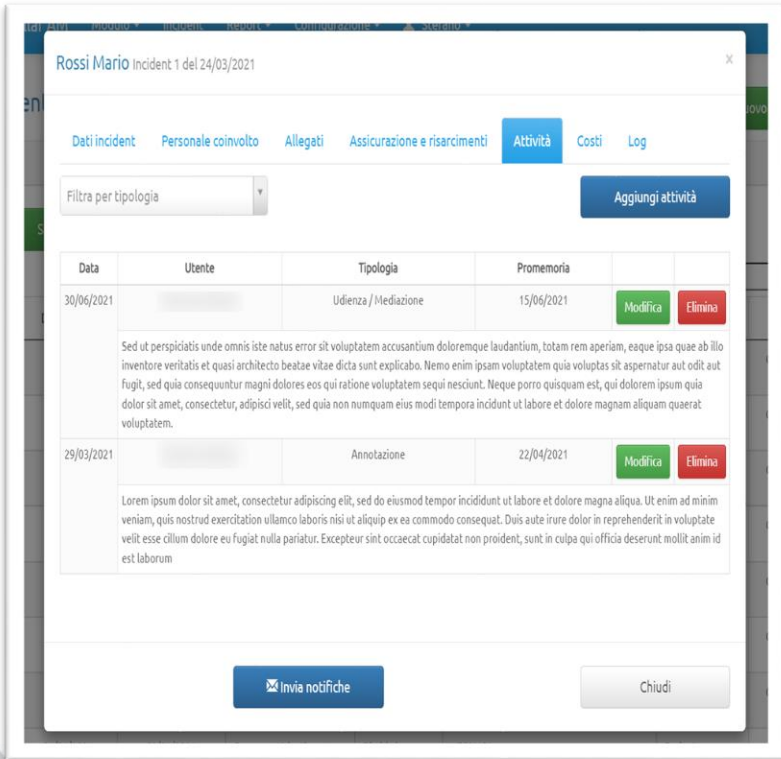 Rossi Mario Incident 1 del 24/03/2021 x
Dati incident Personale coinvolto Allegati Assicurazione e risarcimenti Attività Costi Log
Filtra per tipologia Aggiungi attività
Data Utente Tipologia Promemoria
30/06/2021 Udienza / Mediazione 15/06/2021 Modifica Elimina
Sed ut perspiciatis unde omnis iste natus error sit voluptatem accusantium doloremque laudantium, totam rem aperiam, eaque ipsa quae ab illo
inventore veritatis et quasi architecto beatae vitae dicta sunt explicabo. Nemo enim ipsam voluptatem quia voluptas sit aspernatur aut odit aut
fugit, sed quia consequuntur magni dolores eos qui ratione voluptatem sequi nesciunt. Neque porro quisquam est, qui dolorem ipsum quia
dolor sit amet, consectetur, adipisci velit, sed quia non numquam eius modi tempora incidunt ut labore et dolore magnam aliquam quaerat
voluptatem.
29/03/2021 Annotazione 22/04/2021 Modifica Elimina
Lorem ipsum dolor sit amet, consectetur adipiscing elit, sed do eiusmod tempor incididunt ut labore et dolore magna aliqua. Ut enim ad minim
veniam, quis nostrud exercitation ullamco laboris nisi ut aliquip ex ea commodo consequat. Duis aute irure dolor in reprehenderit in voluptate
velit esse cillum dolore eu fugiat nulla pariatur. Excepteur sint occaecat cupidatat non proident, sunt in culpa qui officia deserunt mollit anim id
est laborum
Invia notifiche Chiudi